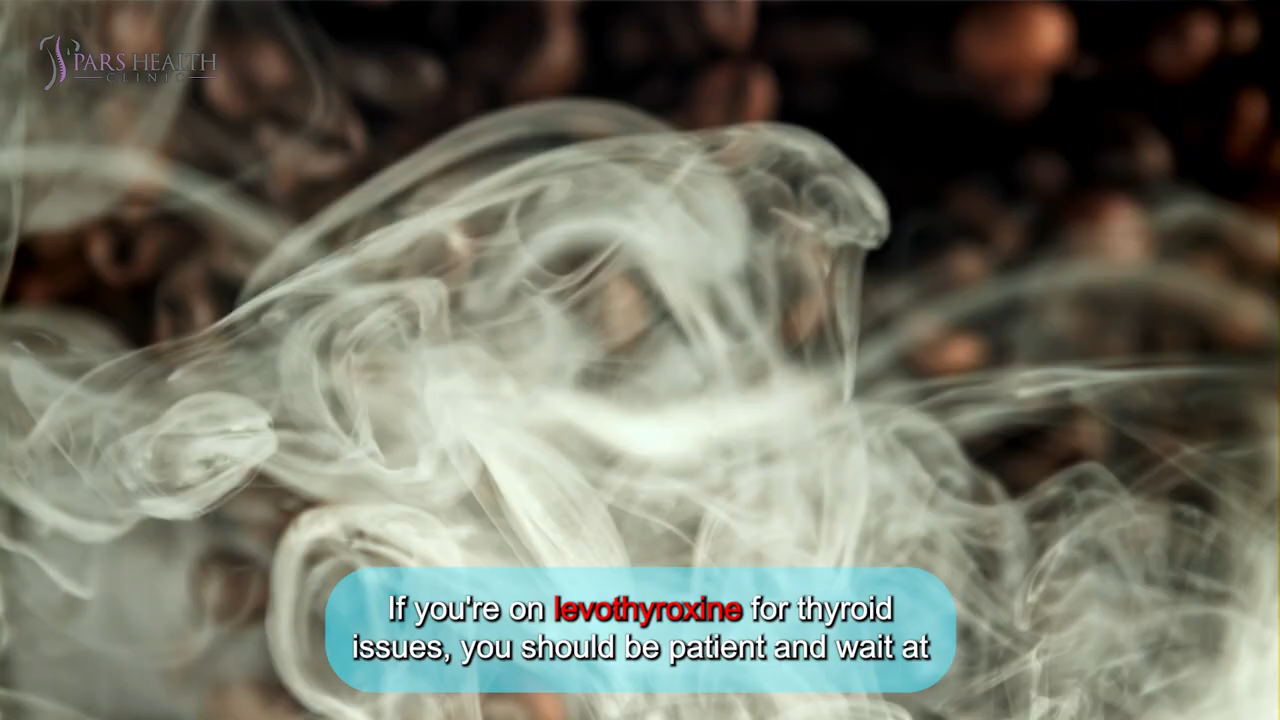 PARS HEALTH
CLINIC
If you're on levothyroxine for thyroid
issues, you should be patient and wait at